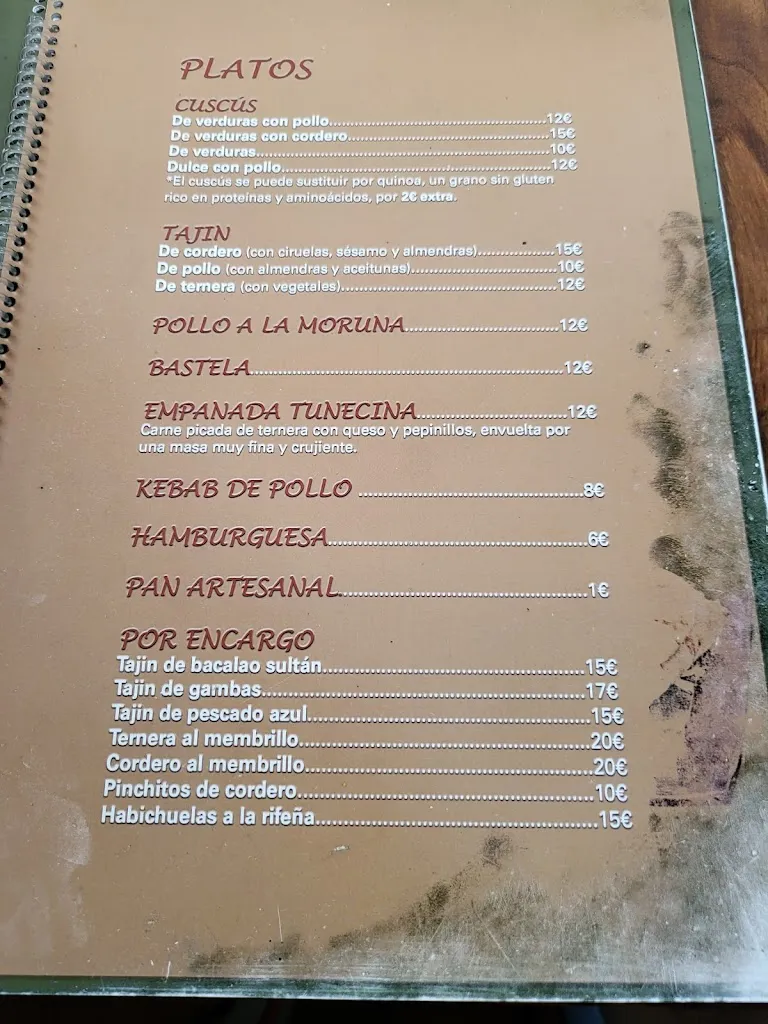 PLATOS
CUSCÚS
De verduras con pollo..........12€
De verduras con cordero..........15€
De verduras..........10€
Dulce con pollo..........12€
*El cuscús se puede sustituir por quinoa, un grano sin gluten
rico en proteínas y aminoácidos, por 2€ extra.
TAJIN
De cordero (con ciruelas, sésamo y almendras)..........15€
De pollo (con almendras y aceitunas)..........10€
De ternera (con vegetales)..........12€
POLLO A LA MORUNA..........12€
BASTELA..........12€
EMPANADA TUNECINA..........12€
Carne picada de ternera con queso y pepinillos, envuelta por
una masa muy fina y crujiente.
KEBAB DE POLLO ..........8€
HAMBURGUESA..........6€
PAN ARTESANAL..........1€
POR ENCARGO
Tajin de bacalao sultán..........15€
Tajin de gambas..........17€
Tajin de pescado azul..........15€
Ternera al membrillo..........20€
Cordero al membrillo..........20€
Pinchitos de cordero..........10€
Habichuelas a la rifeña..........15€